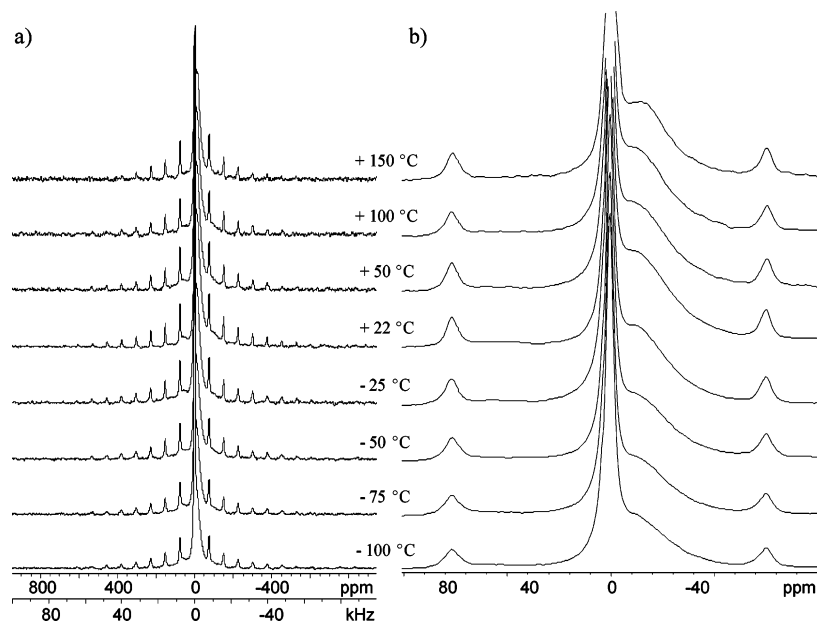 a)
b)
+ 150 °C
+ 100 °C
+ 50 °C
+ 22 °C
- 25 °C
- 50 °C
- 75 °C
- 100 °C
800 400 0 -400 ppm
80 40 0 -40 kHz
80 40 0 -40 ppm